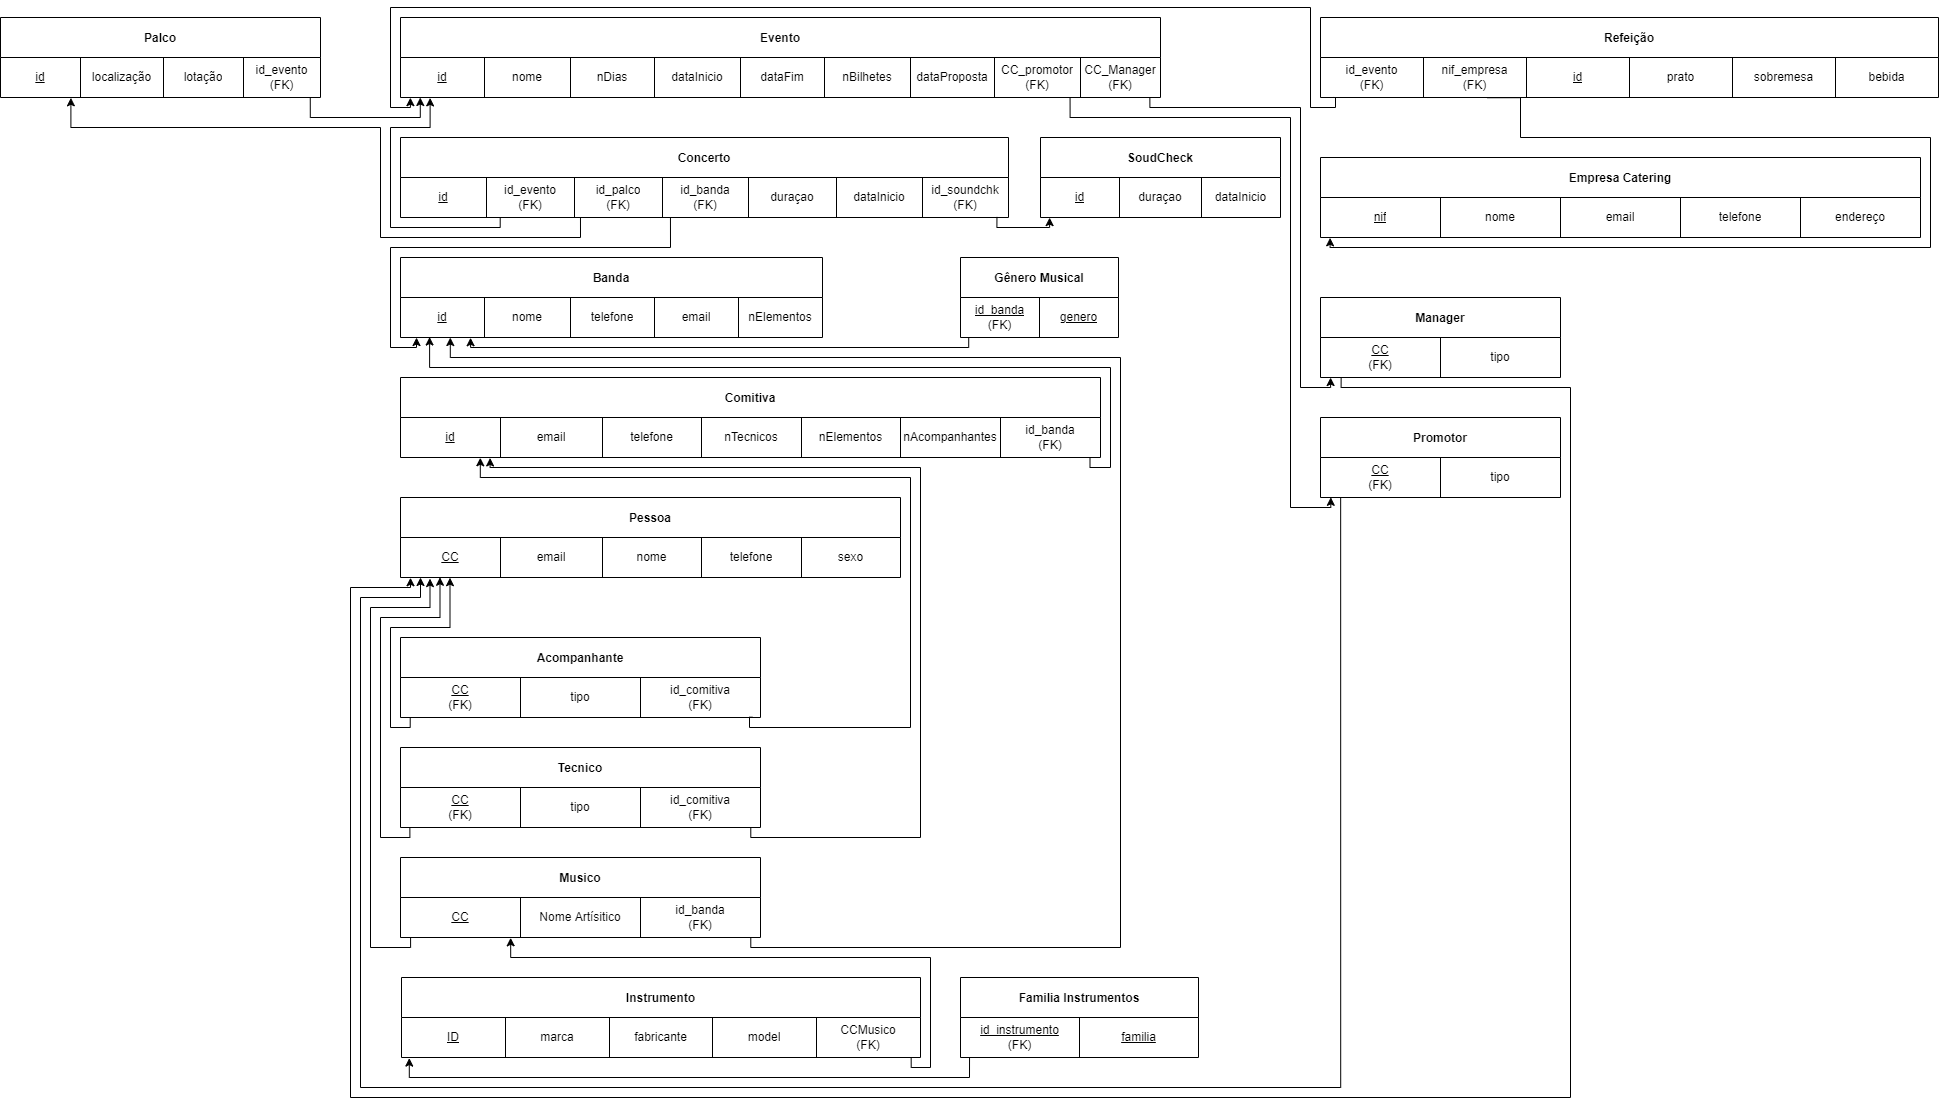 Palco
id
localização
lotação
id_evento
(FK)
Evento
id
nome
nDias
dataInicio
dataFim
nBilhetes
dataProposta
CC_promotor
(FK)
CC_Manager
(FK)
Refeição
id_evento
(FK)
nif_empresa
(FK)
id
prato
sobremesa
bebida
Concerto
id
id_evento
(FK)
id_palco
(FK)
id_banda
(FK)
duraçao
dataInicio
id_soundchk
(FK)
SoudCheck
id
duraçao
dataInicio
Empresa Catering
nif
nome
email
telefone
endereço
Banda
id
nome
telefone
email
nElementos
Gênero Musical
id_banda
(FK)
genero
Manager
CC
(FK)
tipo
Comitiva
id
email
telefone
nTecnicos
nElementos
nAcompanhantes
id_banda
(FK)
Promotor
CC
(FK)
tipo
Pessoa
CC
email
nome
telefone
sexo
Acompanhante
CC
(FK)
tipo
id_comitiva
(FK)
Tecnico
CC
(FK)
tipo
id_comitiva
(FK)
Musico
CC
Nome Artísitico
id_banda
(FK)
Instrumento
ID
marca
fabricante
model
CCMusico
(FK)
Familia Instrumentos
id_instrumento
(FK)
familia